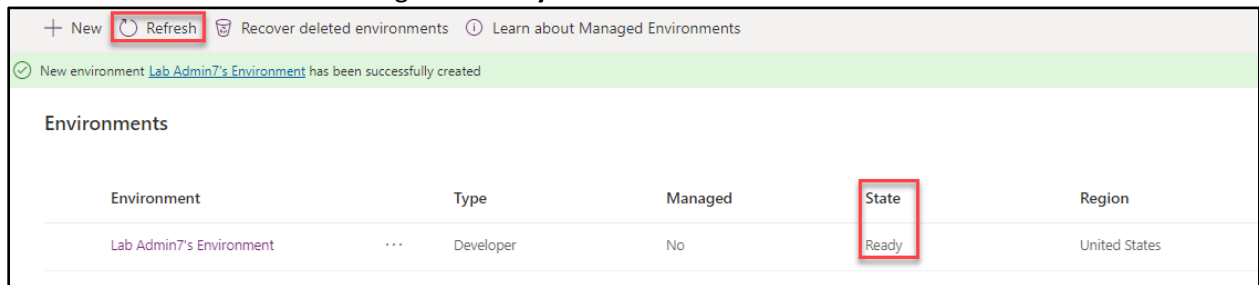 New Refresh Recover deleted environments Learn about Managed Environments
New environment Lab Admin7's Environment has been successfully created
Environments
Environment Type Managed State Region
Lab Admin7's Environment ... Developer No Ready United States